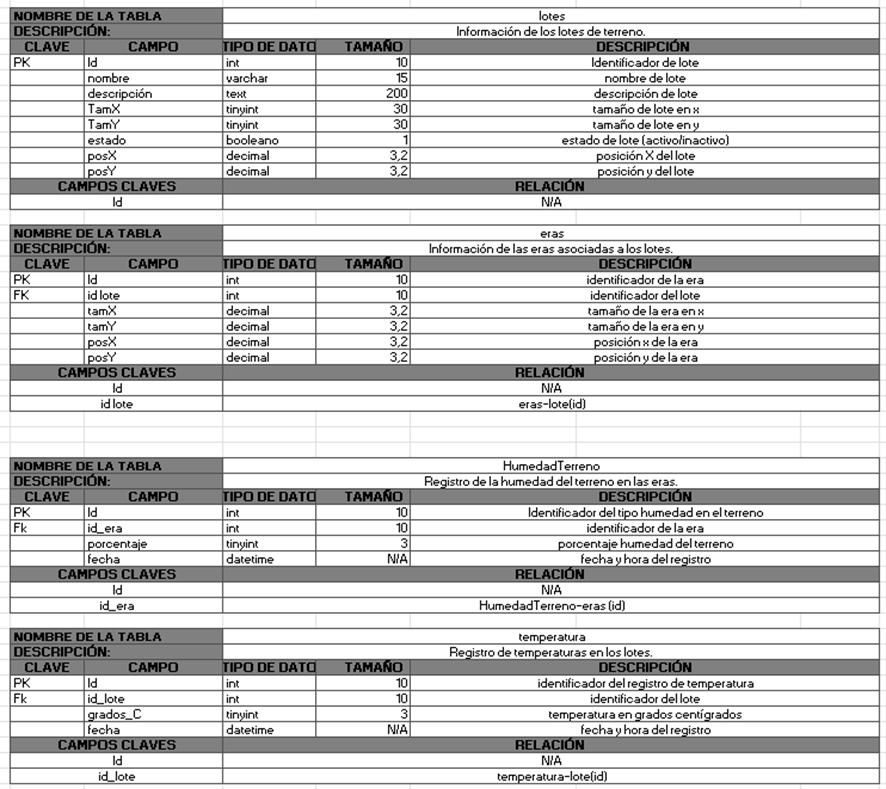 NOMBRE DE LA TABLA lotes
DESCRIPCIÓN: Información de los lotes de terreno.
CLAVE CAMPO TIPO DE DATO TAMAÑO DESCRIPCIÓN
PK Id int 10 Identificador de lote
nombre varchar 15 nombre de lote
descripción text 200 descripción de lote
TamX tinyint 30 tamaño de lote en x
TamY tinyint 30 tamaño de lote en y
estado booleano 1 estado de lote (activo/inactivo)
posX decimal 3,2 posición X del lote
posY decimal 3,2 posición y del lote
CAMPOS CLAVES RELACIÓN
Id N/A
NOMBRE DE LA TABLA eras
DESCRIPCIÓN: Información de las eras asociadas a los lotes.
CLAVE CAMPO TIPO DE DATO TAMAÑO DESCRIPCIÓN
PK Id int 10 identificador de la era
FK id lote int 10 identificador del lote
tamX decimal 3,2 tamaño de la era en x
tamY decimal 3,2 tamaño de la era en y
posX decimal 3,2 posición x de la era
posY decimal 3,2 posición y de la era
CAMPOS CLAVES RELACIÓN
Id N/A
id lote eras-lote(id)
NOMBRE DE LA TABLA HumedadTerreno
DESCRIPCIÓN: Registro de la humedad del terreno en las eras.
CLAVE CAMPO TIPO DE DATO TAMAÑO DESCRIPCIÓN
PK Id int 10 Identificador del tipo humedad en el terreno
Fk id_era int 10 identificador de la era
porcentaje tinyint 3 porcentaje humedad del terreno
fecha datetime N/A fecha y hora del registro
CAMPOS CLAVES RELACIÓN
Id N/A
id_era HumedadTerreno-eras (id)
NOMBRE DE LA TABLA temperatura
DESCRIPCIÓN: Registro de temperaturas en los lotes.
CLAVE CAMPO TIPO DE DATO TAMAÑO DESCRIPCIÓN
PK Id int 10 identificador del registro de temperatura
Fk id_lote int 10 identificador del lote
grados_C tinyint 3 temperatura en grados centígrados
fecha datetime N/A fecha y hora del registro
CAMPOS CLAVES RELACIÓN
Id N/A
id_lote temperatura-lote(id)